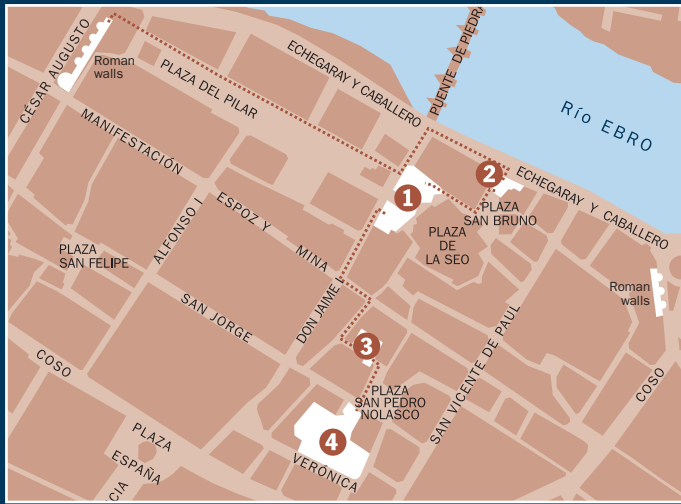 Roman
walls
CÉSAR AUGUSTO
PLAZA DEL PILAR
ECHEGARAY Y CABALLERO
PUENTE DE PIEDRA
Río EBRO
MANIFESTACIÓN
ALFONSO I
ESPOZ Y
MINA
1
2
ECHEGARAY Y CABALLERO
PLAZA
SAN BRUNO
PLAZA
DE
LA SEO
PLAZA
SAN FELIPE
Roman
walls
SAN JORGE
DON JAIME I
3
SAN VICENTE DE PAUL
COSO
COSO
PLAZA
SAN PEDRO
NOLASCO
4
VERÓNICA
PLAZA
ESPAÑA
CIA